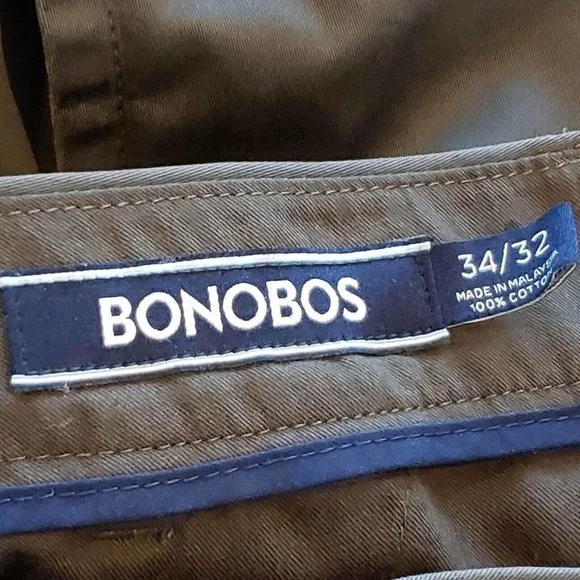 BONOBOS
34/32
MADE IN MALAYSIA
100% COTTON